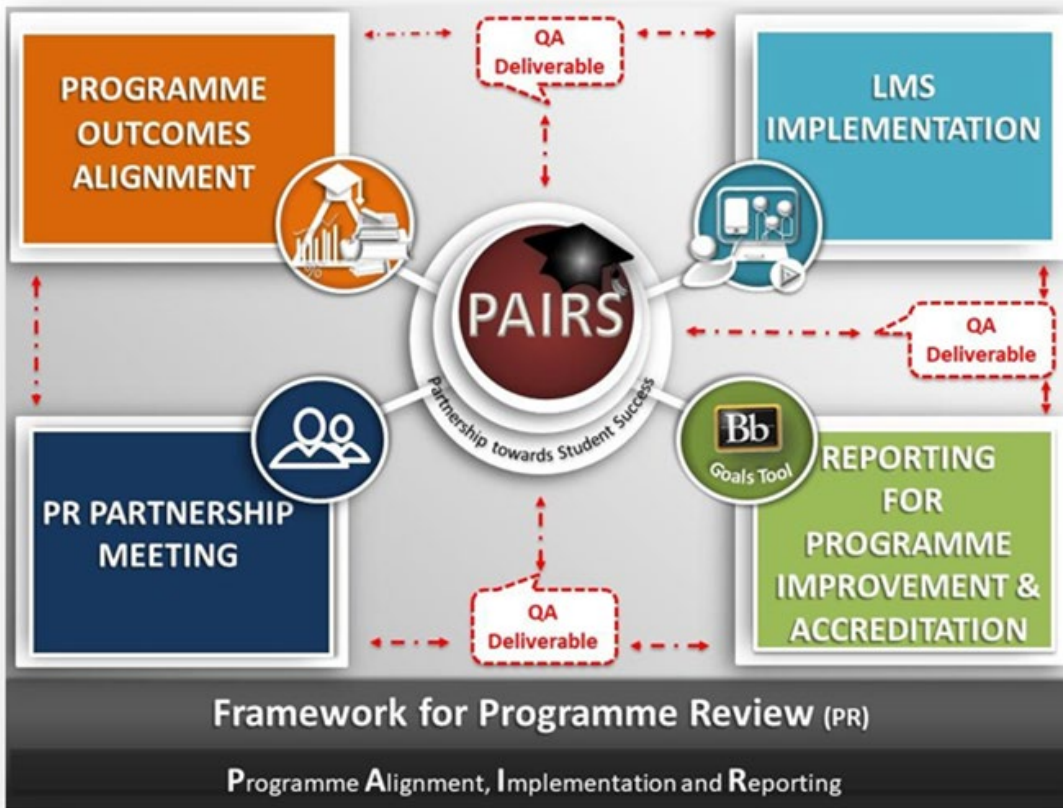 PROGRAMME
OUTCOMES
ALIGNMENT
%
QA
Deliverable
LMS
IMPLEMENTATION
PAIRS
Partnership towards Student Success
QA
Deliverable
PR PARTNERSHIP
MEETING
Bb
Goals Tool
REPORTING
FOR
PROGRAMME
IMPROVEMENT &
ACCREDITATION
QA
Deliverable
Framework for Programme Review (PR)
Programme Alignment, Implementation and Reporting